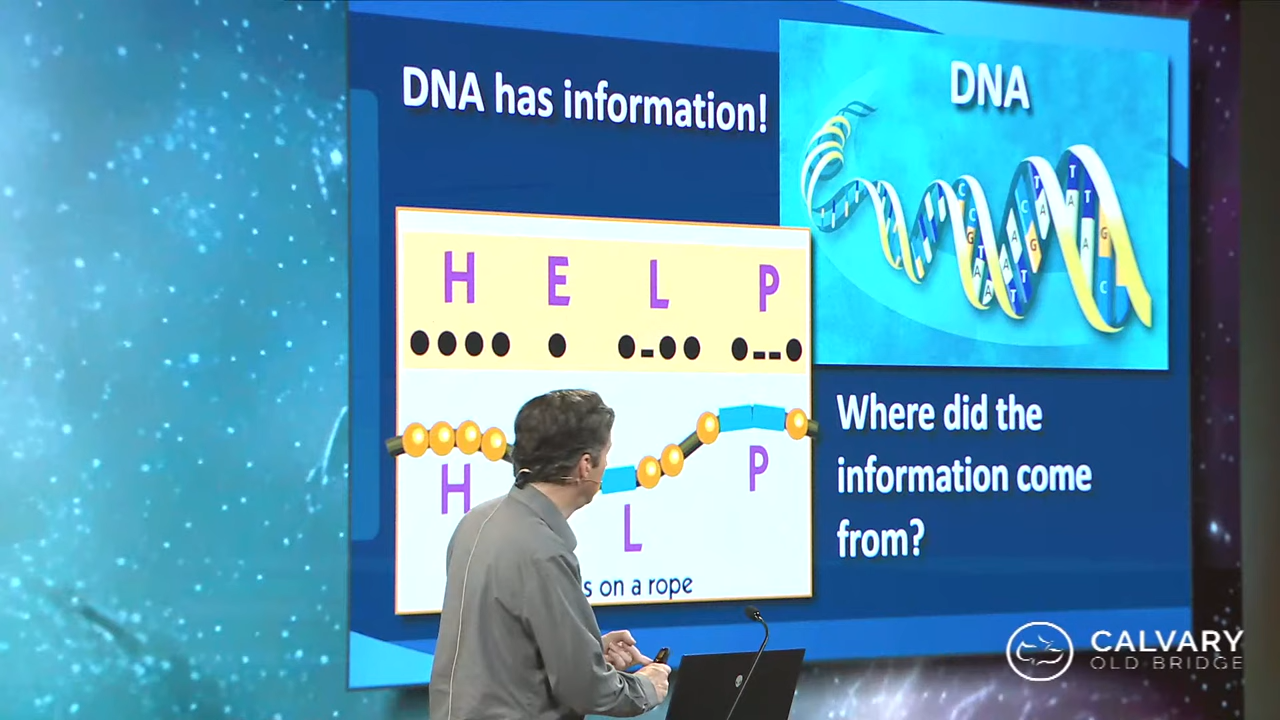 DNA has information!
DNA
H E L P
H
L
P
on a rope
Where did the
information come
from?
CALVARY
OLD BRIDGE